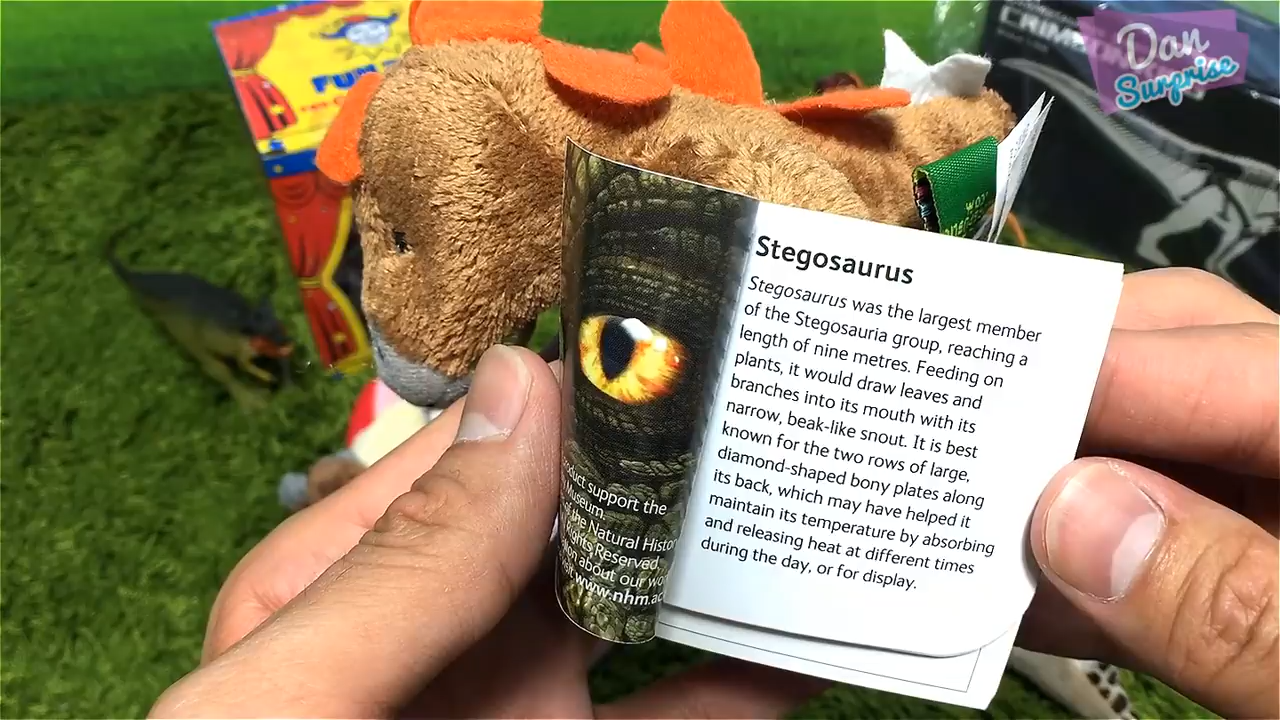 CRIM
Dan
Surprise
FUN
Stegosaurus
Stegosaurus was the largest member
of the Stegosauria group, reaching a
length of nine metres. Feeding on
plants, it would draw leaves and
branches into its mouth with its
narrow, beak-like snout. It is best
known for the two rows of large,
diamond-shaped bony plates along
its back, which may have helped it
maintain its temperature by absorbing
and releasing heat at different times
during the day, or for display.
oduct support the
Museum.
of the Natural Histor
ights Reserved.
tion about our wo
www.nhm.ac